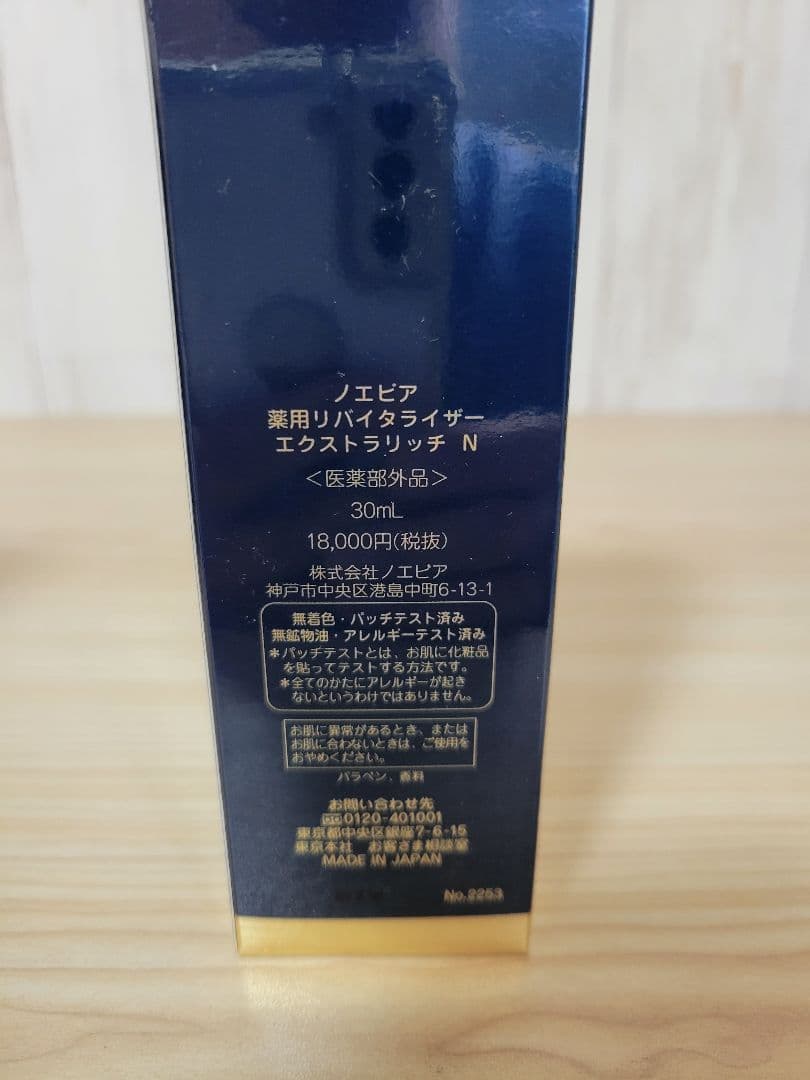 ノエビア
薬用リバイタライザー
エクストラリッチ N
＜医薬部外品＞
30mL
18,000円(税抜)
株式会社ノエビア
神戸市中央区港島中町6-13-1
無着色・パッチテスト済み
無鉱物油・アレルギーテスト済み
＊パッチテストとは、お肌に化粧品
を貼ってテストする方法です。
＊全てのかたにアレルギーが起き
ないというわけではありません。
お肌に異常があるとき、または
お肌に合わないときは、ご使用を
おやめください。
パラベン、香料
お問い合わせ先
0120-401001
東京都中央区銀座7-6-15
東京本社 お客さま相談室
MADE IN JAPAN
No.2253